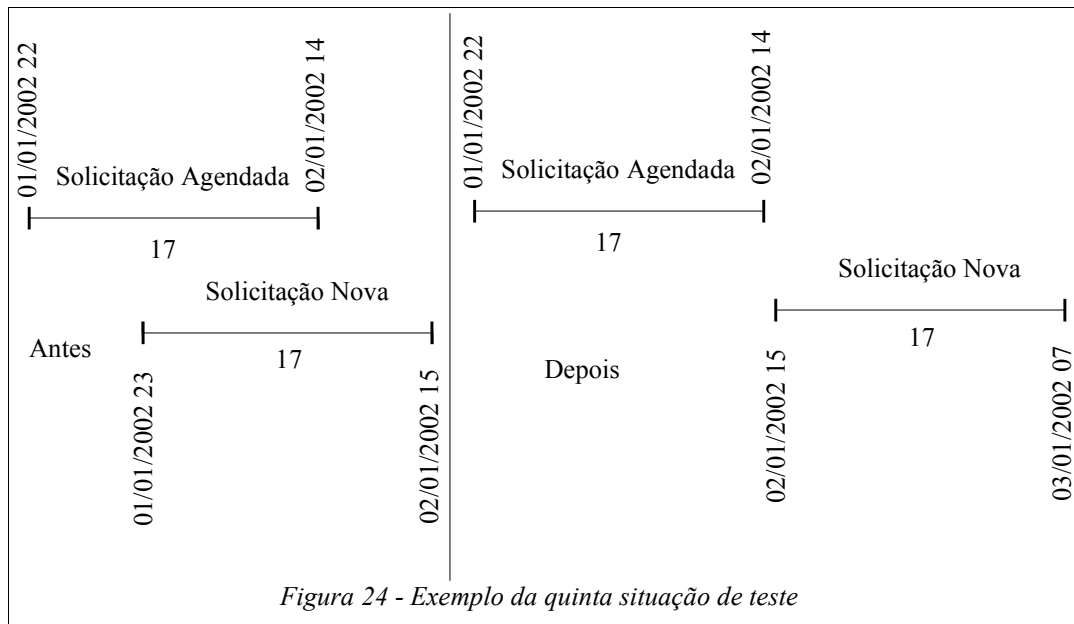 01/01/2002 22
02/01/2002 14
Solicitação Agendada
17
Solicitação Nova
17
Antes
01/01/2002 23
02/01/2002 15
01/01/2002 22
02/01/2002 14
Solicitação Agendada
17
Solicitação Nova
17
Depois
02/01/2002 15
03/01/2002 07
Figura 24 - Exemplo da quinta situação de teste